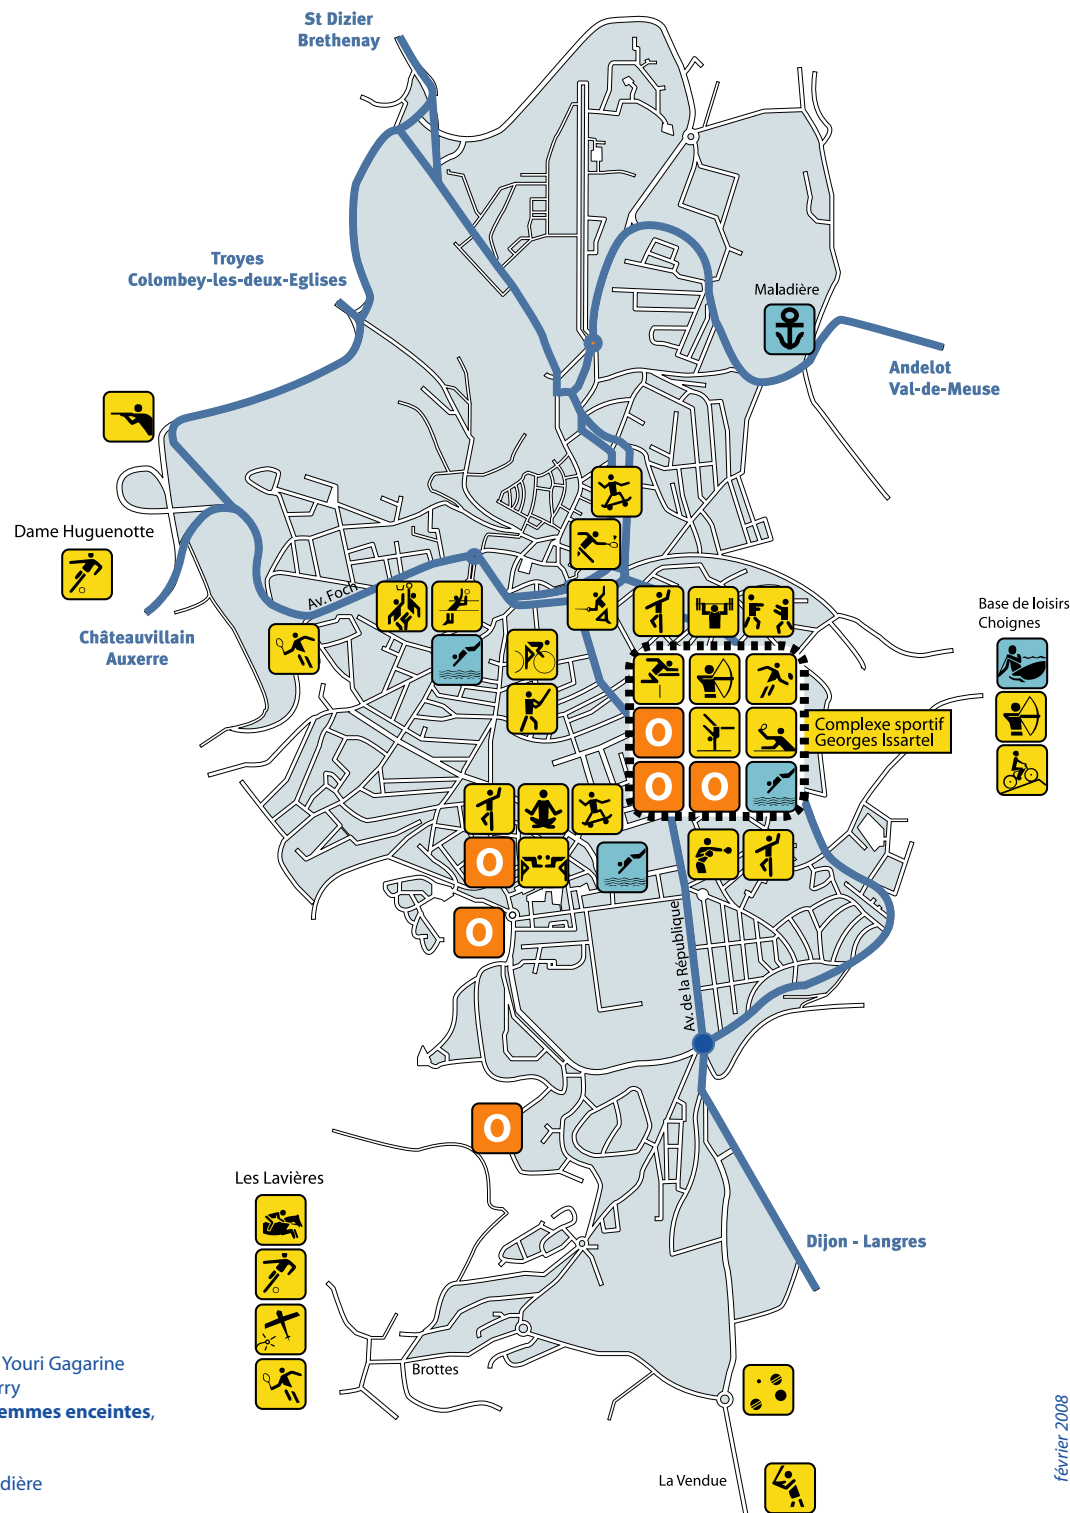 St Dizier
Brethenay
Troyes
Colombey-les-deux-Eglises
Maladière
Andelot
Val-de-Meuse
Dame Huguenotte
Av. Foch
Châteauvillain
Auxerre
Base de loisirs
Choignes
Complexe sportif
Georges Issartel
O
O
O
O
O
Av. de la République
O
Les Lavières
Dijon - Langres
Youri Gagarine
rry
emmes enceintes,
Brottes
dière
La Vendue
février 2008